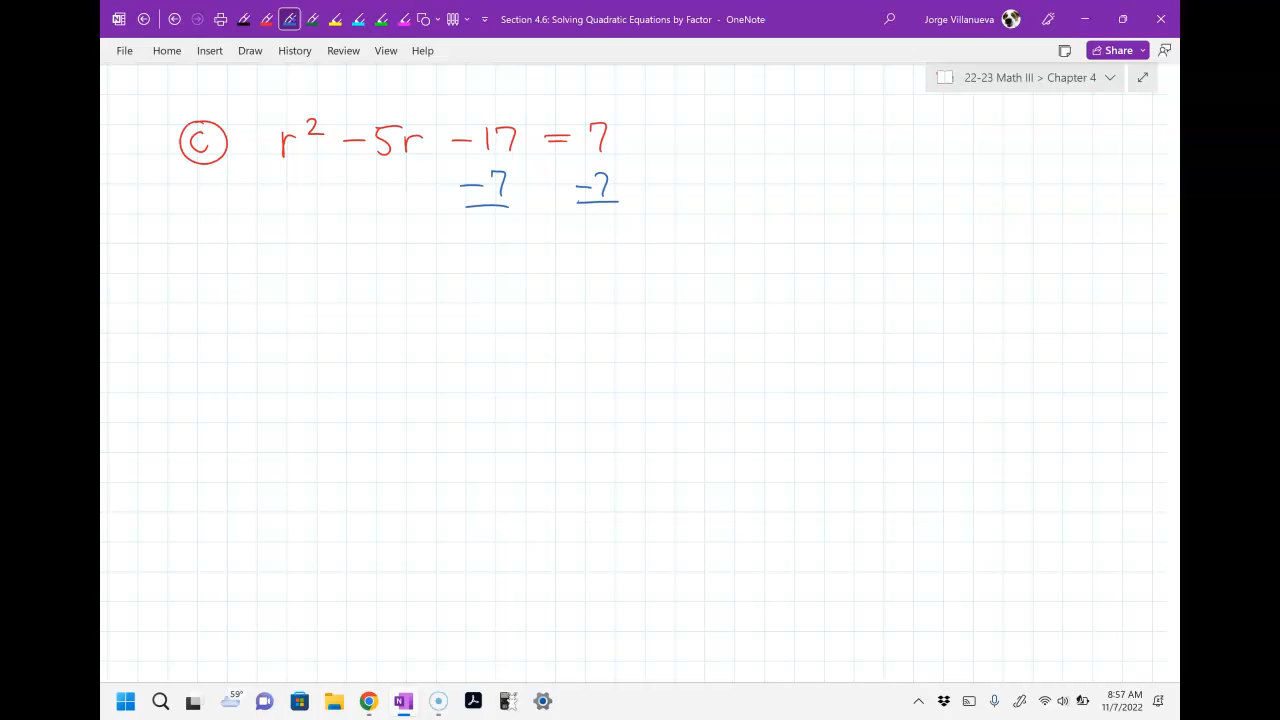 Section 4.6: Solving Quadratic Equations by Factor - OneNote
Jorge Villanueva
File Home Insert Draw History Review View Help
Share
22-23 Math III > Chapter 4
C r² - 5r - 17 = 7
-7 -7
59°
8:57 AM
11/7/2022